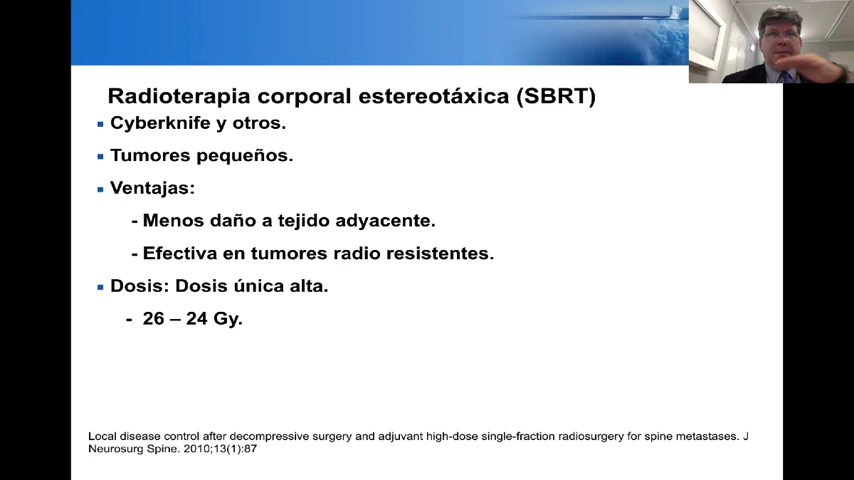 Radioterapia corporal estereotáxica (SBRT)
▪ Cyberknife y otros.
▪ Tumores pequeños.
▪ Ventajas:
- Menos daño a tejido adyacente.
- Efectiva en tumores radio resistentes.
▪ Dosis: Dosis única alta.
- 26 – 24 Gy.
Local disease control after decompressive surgery and adjuvant high-dose single-fraction radiosurgery for spine metastases. J
Neurosurg Spine. 2010;13(1):87